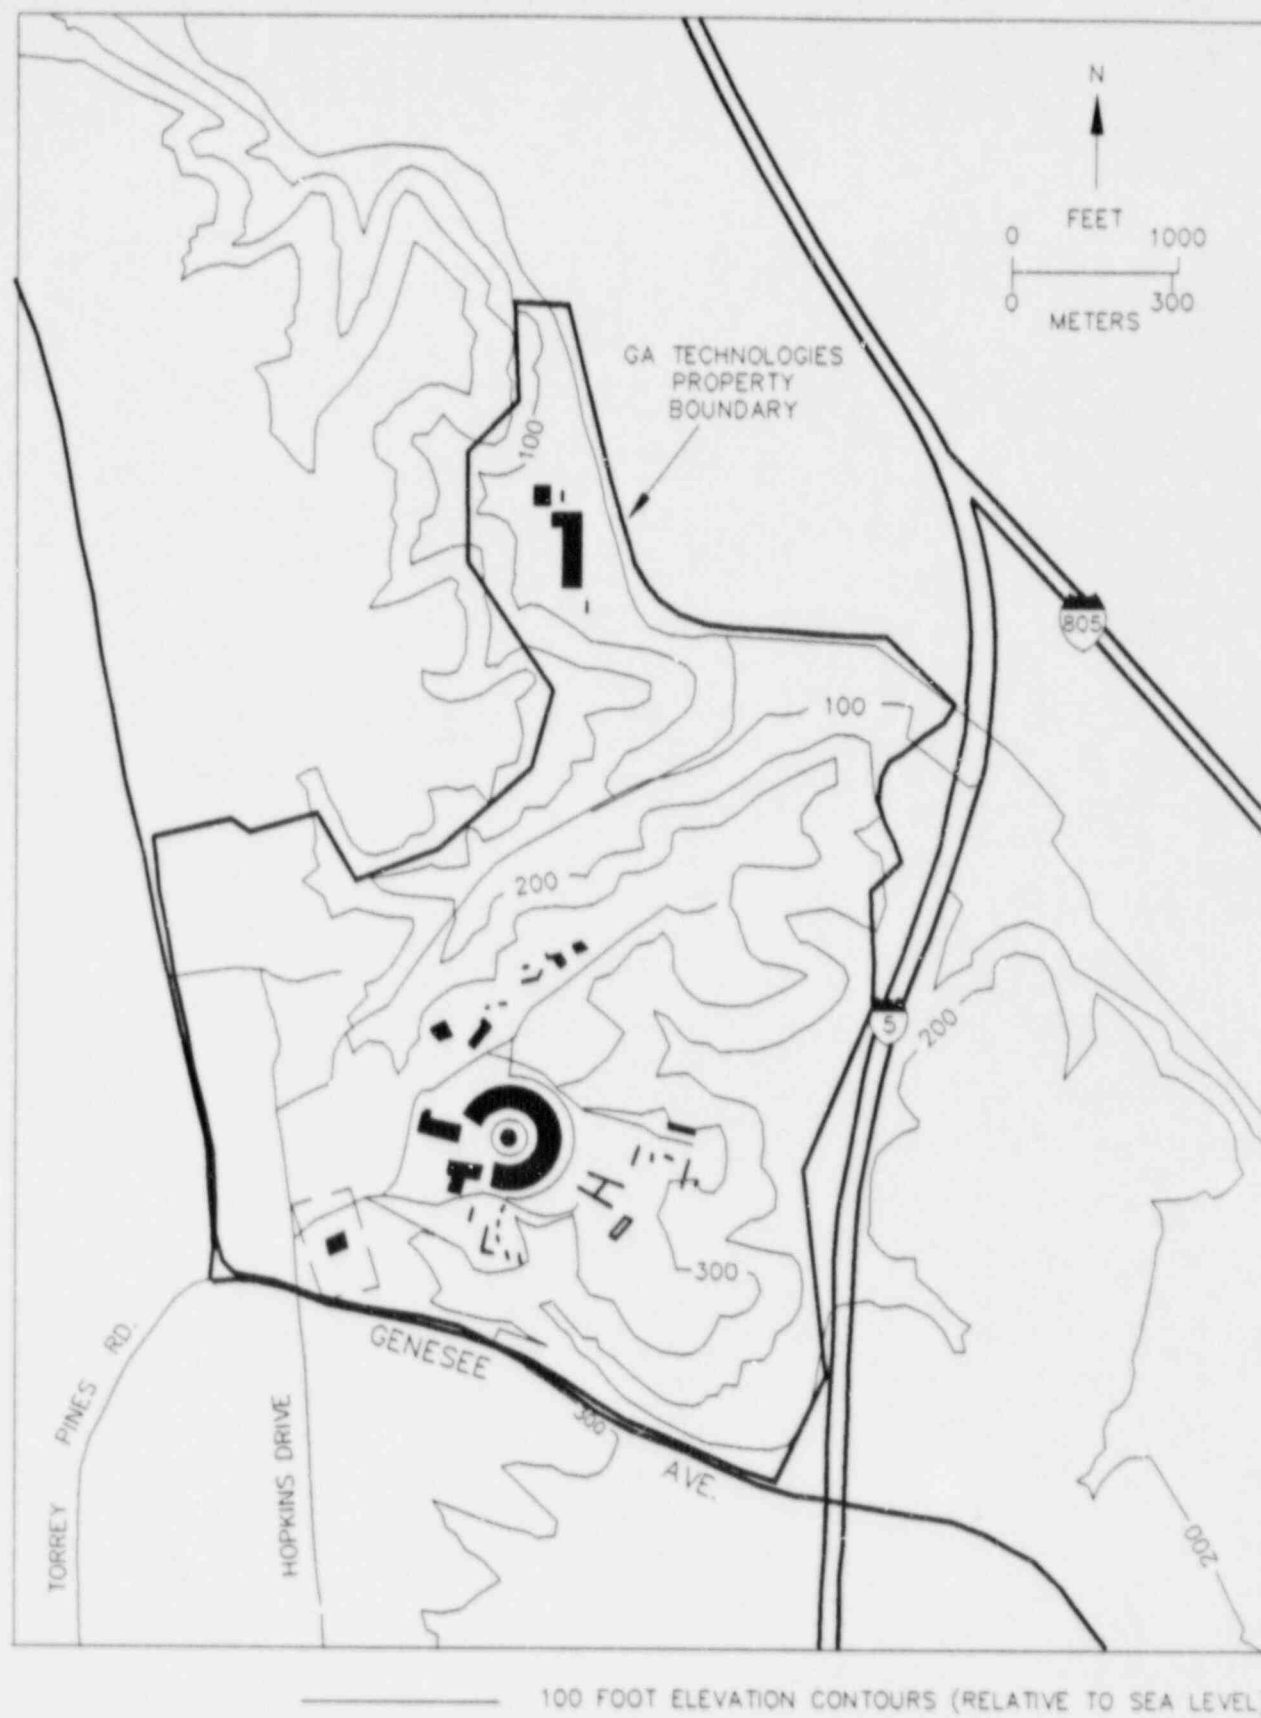 N
FEET
0 1000
0 300
METERS
GA TECHNOLOGIES
PROPERTY
BOUNDARY
100
805
100
200
5
200
300
GENESEE
AVE.
300
TORREY PINES RD.
HOPKINS DRIVE
200
100 FOOT ELEVATION CONTOURS (RELATIVE TO SEA LEVEL)